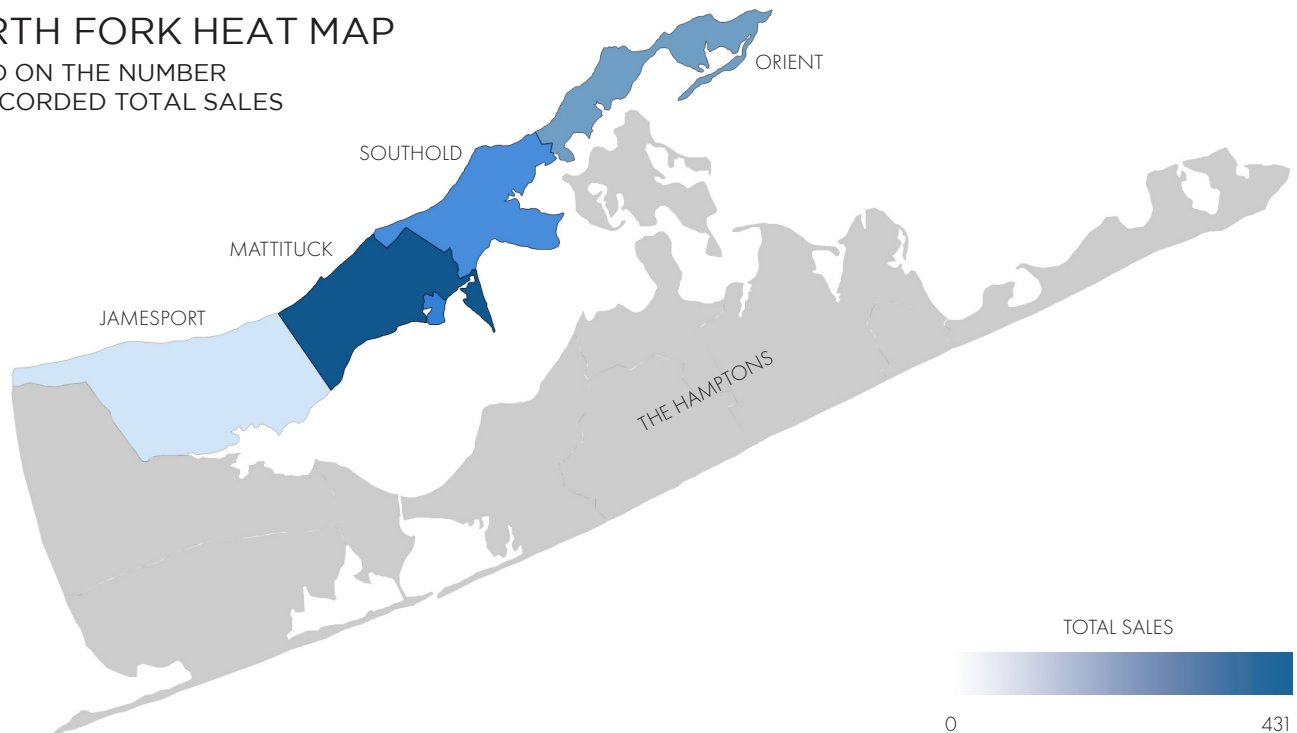 RTH FORK HEAT MAP
ON THE NUMBER
CORDED TOTAL SALES
ORIENT
SOUTHOLD
MATTITUCK
JAMESPORT
THE HAMPTONS
TOTAL SALES
0 431